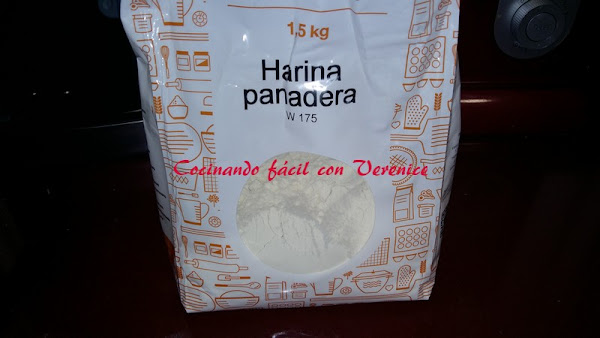 1,5 kg
Harina
panadera
W 175
Cocinando fácil con Verenice